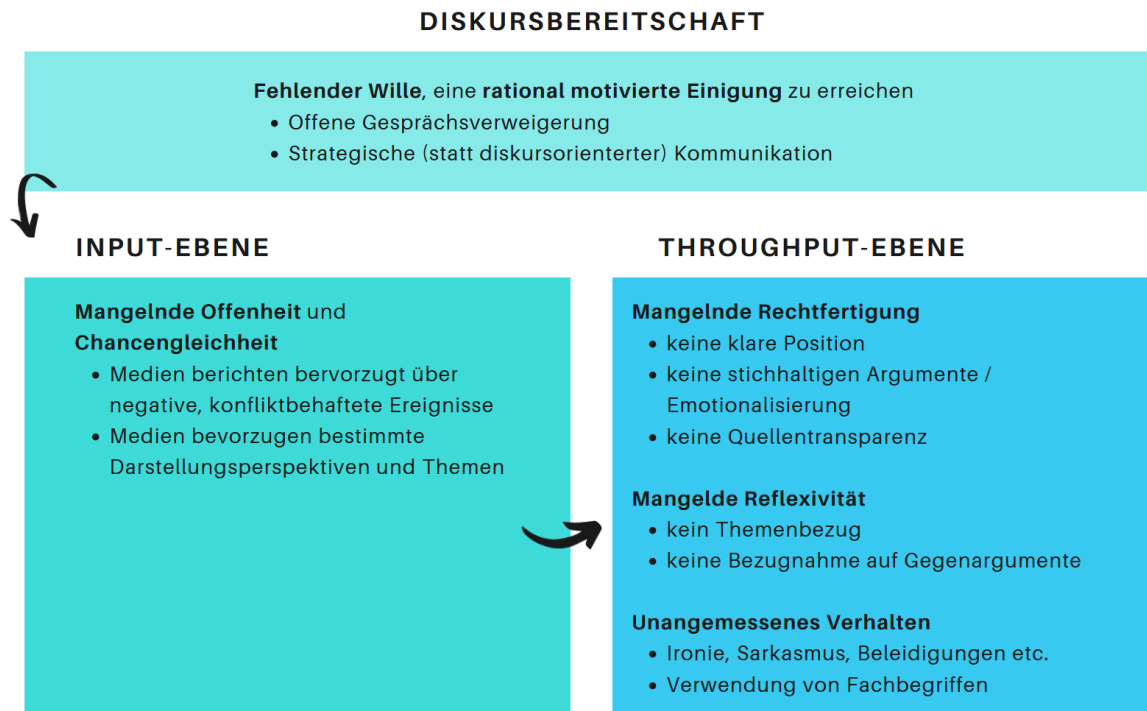 DISKURSBEREITSCHAFT
Fehlender Wille, eine rational motivierte Einigung zu erreichen
• Offene Gesprächsverweigerung
• Strategische (statt diskursorienterter) Kommunikation
INPUT-EBENE
Mangelnde Offenheit und
Chancengleichheit
• Medien berichten bervorzugt über
negative, konfliktbehaftete Ereignisse
• Medien bevorzugen bestimmte
Darstellungsperspektiven und Themen
THROUGHPUT-EBENE
Mangelnde Rechtfertigung
• keine klare Position
• keine stichhaltigen Argumente /
Emotionalisierung
• keine Quellentransparenz
Mangelde Reflexivität
• kein Themenbezug
• keine Bezugnahme auf Gegenargumente
Unangemessenes Verhalten
• Ironie, Sarkasmus, Beleidigungen etc.
• Verwendung von Fachbegriffen